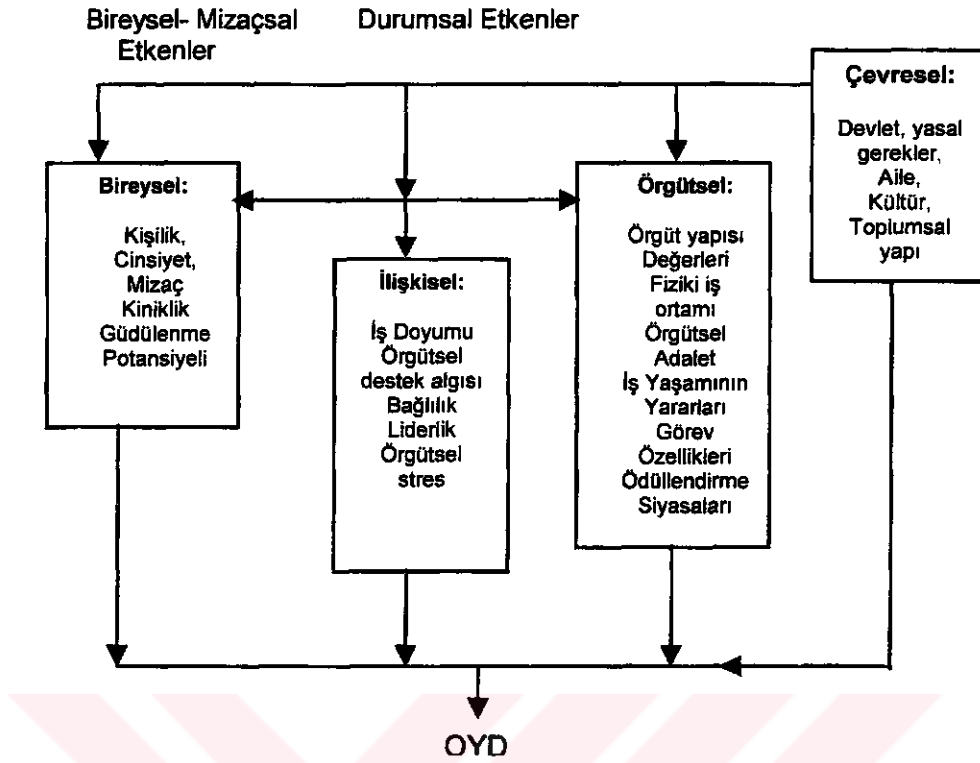 Bireysel- Mizaçsal
Etkenler
Durumsal Etkenler
Çevresel:
Devlet, yasal
gerekler,
Aile,
Kültür,
Toplumsal
yapı
Bireysel:
Kişilik,
Cinsiyet,
Mizaç
Kiniklik
Güdülenme
Potansiyeli
İlişkisel:
İş Doyumu
Örgütsel
destek algısı
Bağlılık
Liderlik
Örgütsel
stres
Örgütsel:
Örgüt yapısı
Değerleri
Fiziki iş
ortamı
Örgütsel
Adalet
İş Yaşamının
Yararları
Görev
Özellikleri
Ödüllendirme
Siyasaları
OYD